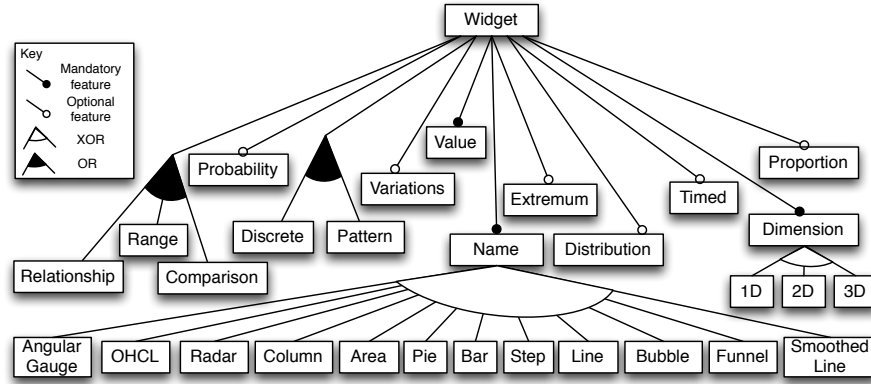 Widget
Key
Mandatory
feature
Optional
feature
XOR
OR
Probability
Value
Variations
Extremum
Timed
Proportion
Relationship
Range
Comparison
Discrete
Pattern
Name
Distribution
Dimension
1D
2D
3D
Angular
Gauge
OHCL
Radar
Column
Area
Pie
Bar
Step
Line
Bubble
Funnel
Smoothed
Line